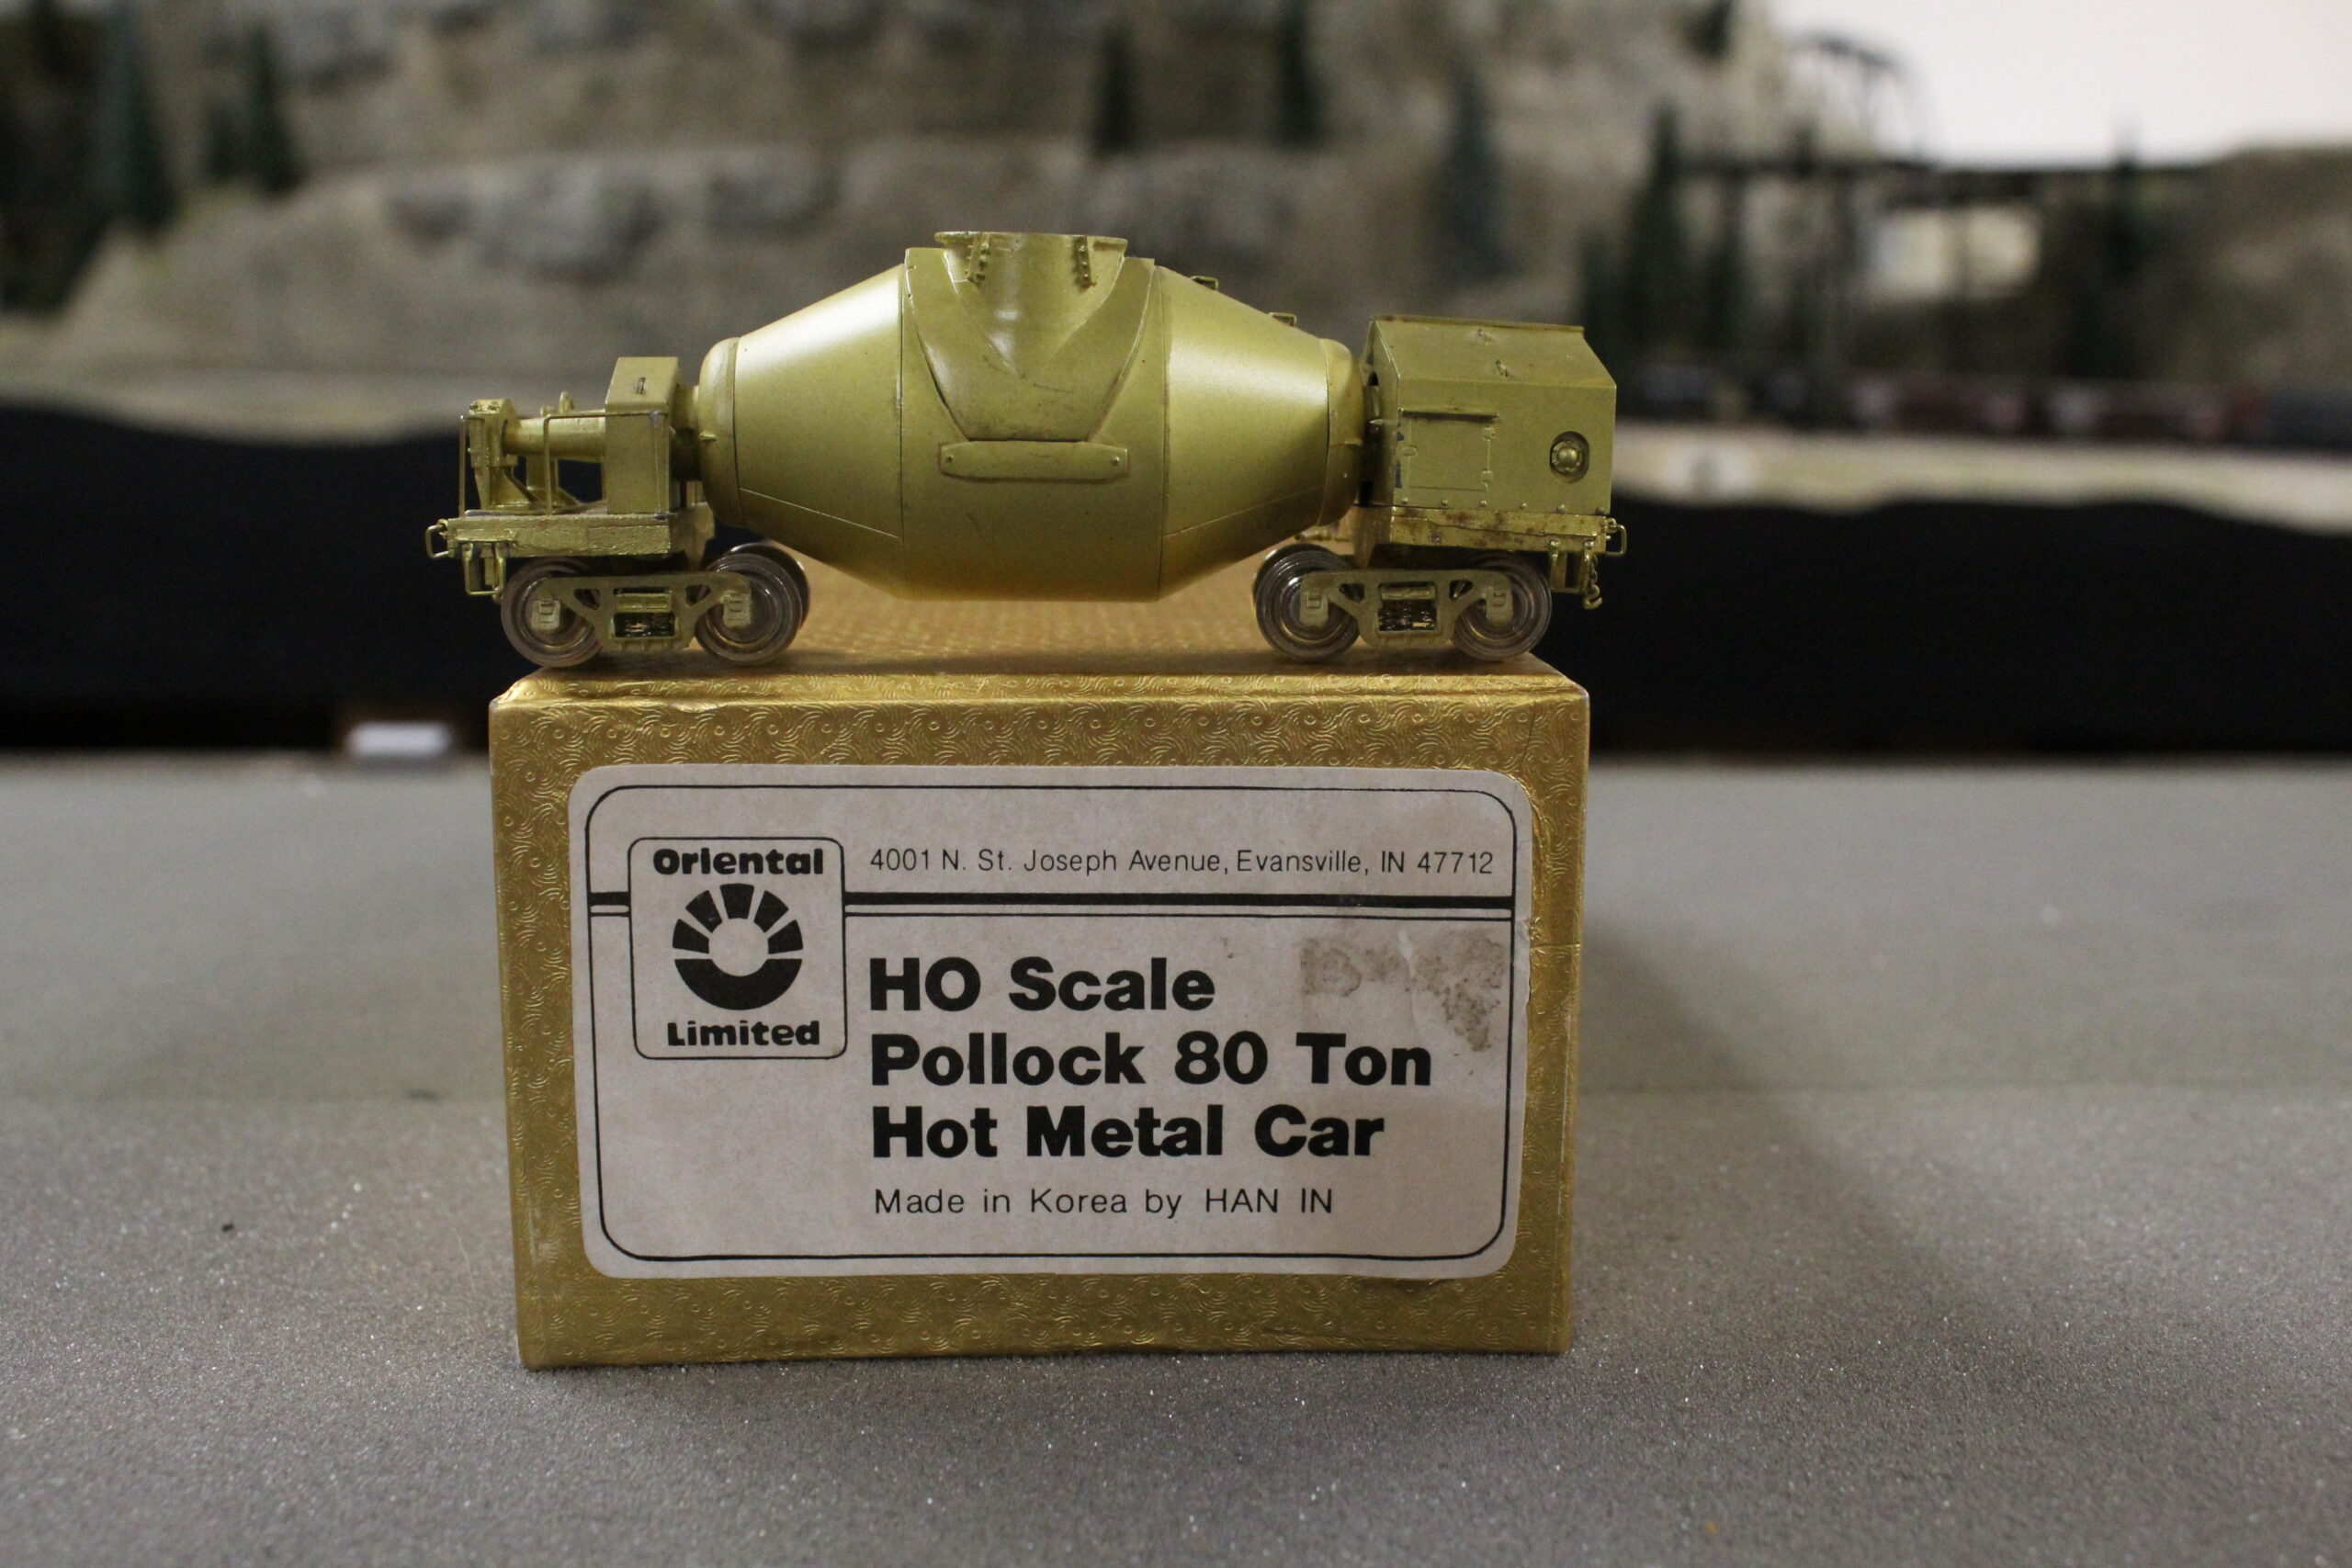 Oriental
Limited
4001 N. St. Joseph Avenue, Evansville, IN 47712
HO Scale
Pollock 80 Ton
Hot Metal Car
Made in Korea by HAN IN